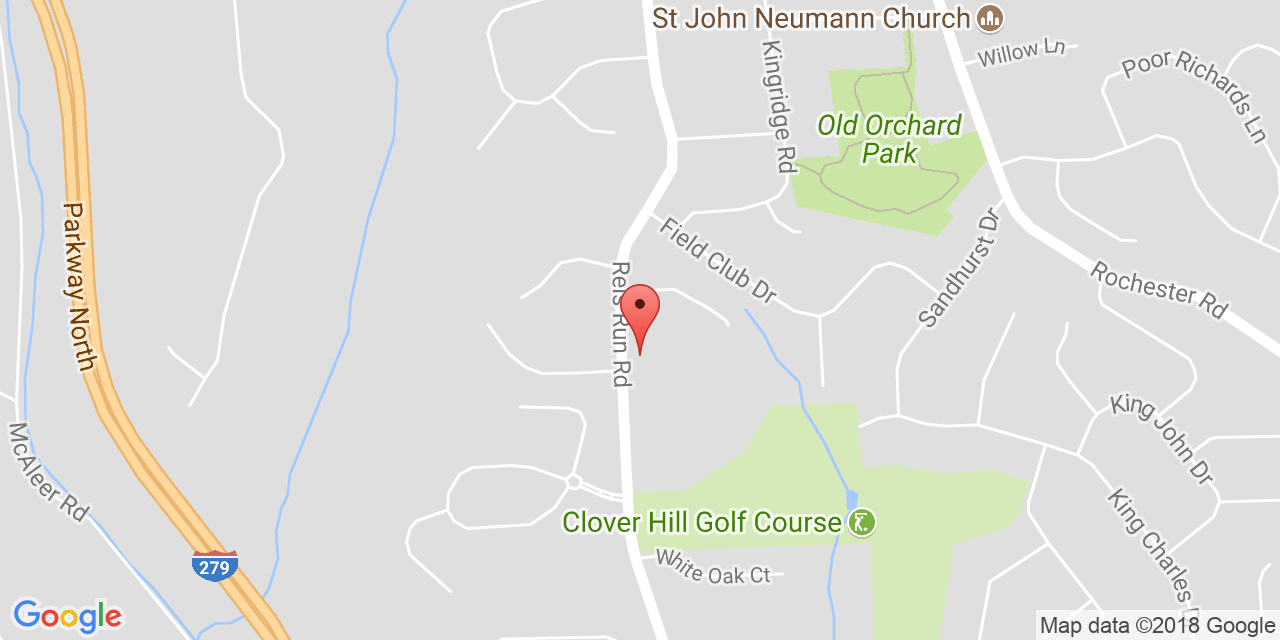 St John Neumann Church
Willow Ln
Poor Richards Ln
Kingridge Rd
Old Orchard
Park
Parkway North
Field Club Dr
Sandhurst Dr
Rochester Rd
Reis Run Rd
King John Dr
McAleer Rd
King Charles D
Clover Hill Golf Course
White Oak Ct
279
Google
Map data ©2018 Google